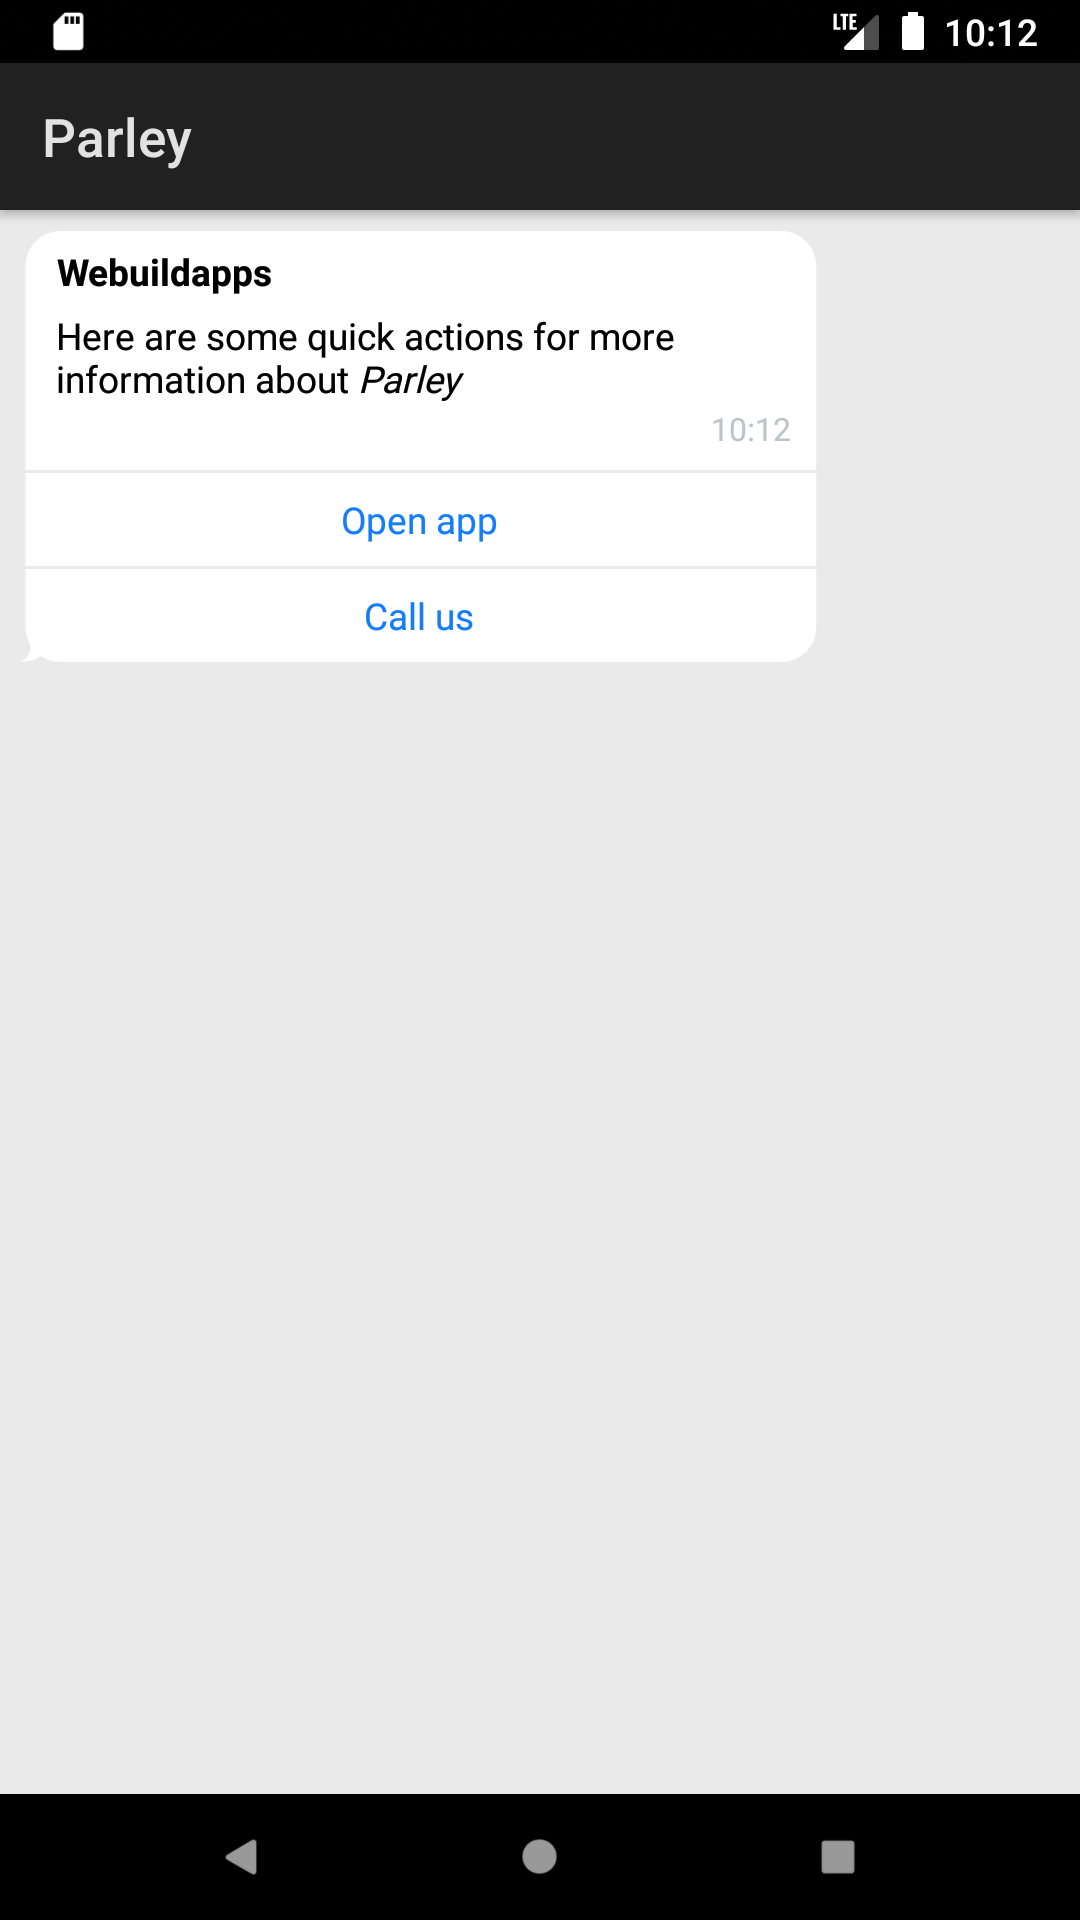 LTE 10:12
Parley
Webuildapps
Here are some quick actions for more
information about Parley
10:12
Open app
Call us